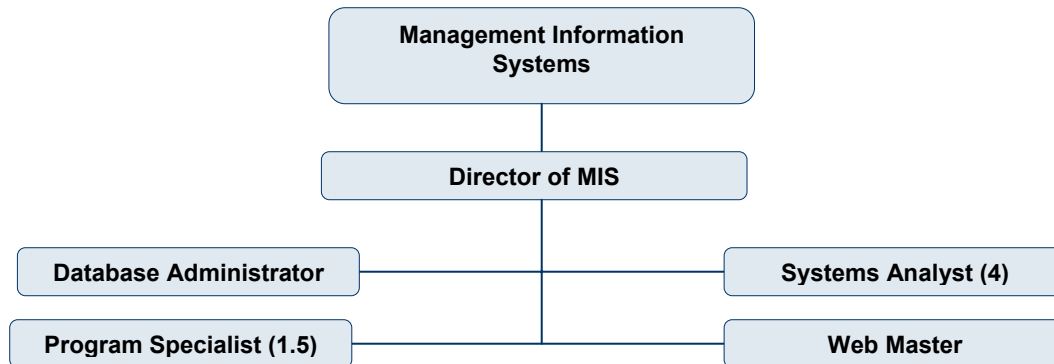 Management Information
Systems
Director of MIS
Database Administrator
Systems Analyst (4)
Program Specialist (1.5)
Web Master